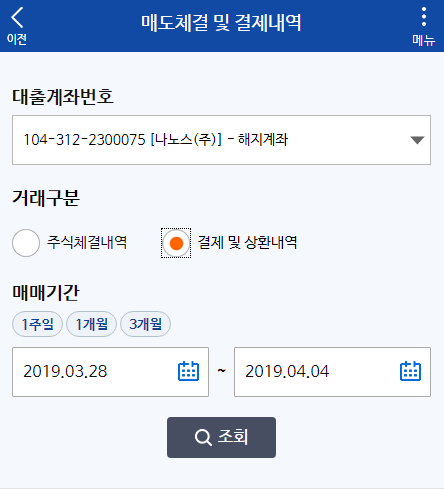 매도체결 및 결제내역
이전
메뉴
대출계좌번호
104-312-2300075 [나노스(주)] - 해지계좌
거래구분
주식체결내역 결제 및 상환내역
매매기간
1주일 1개월 3개월
2019.03.28 ~ 2019.04.04
조회